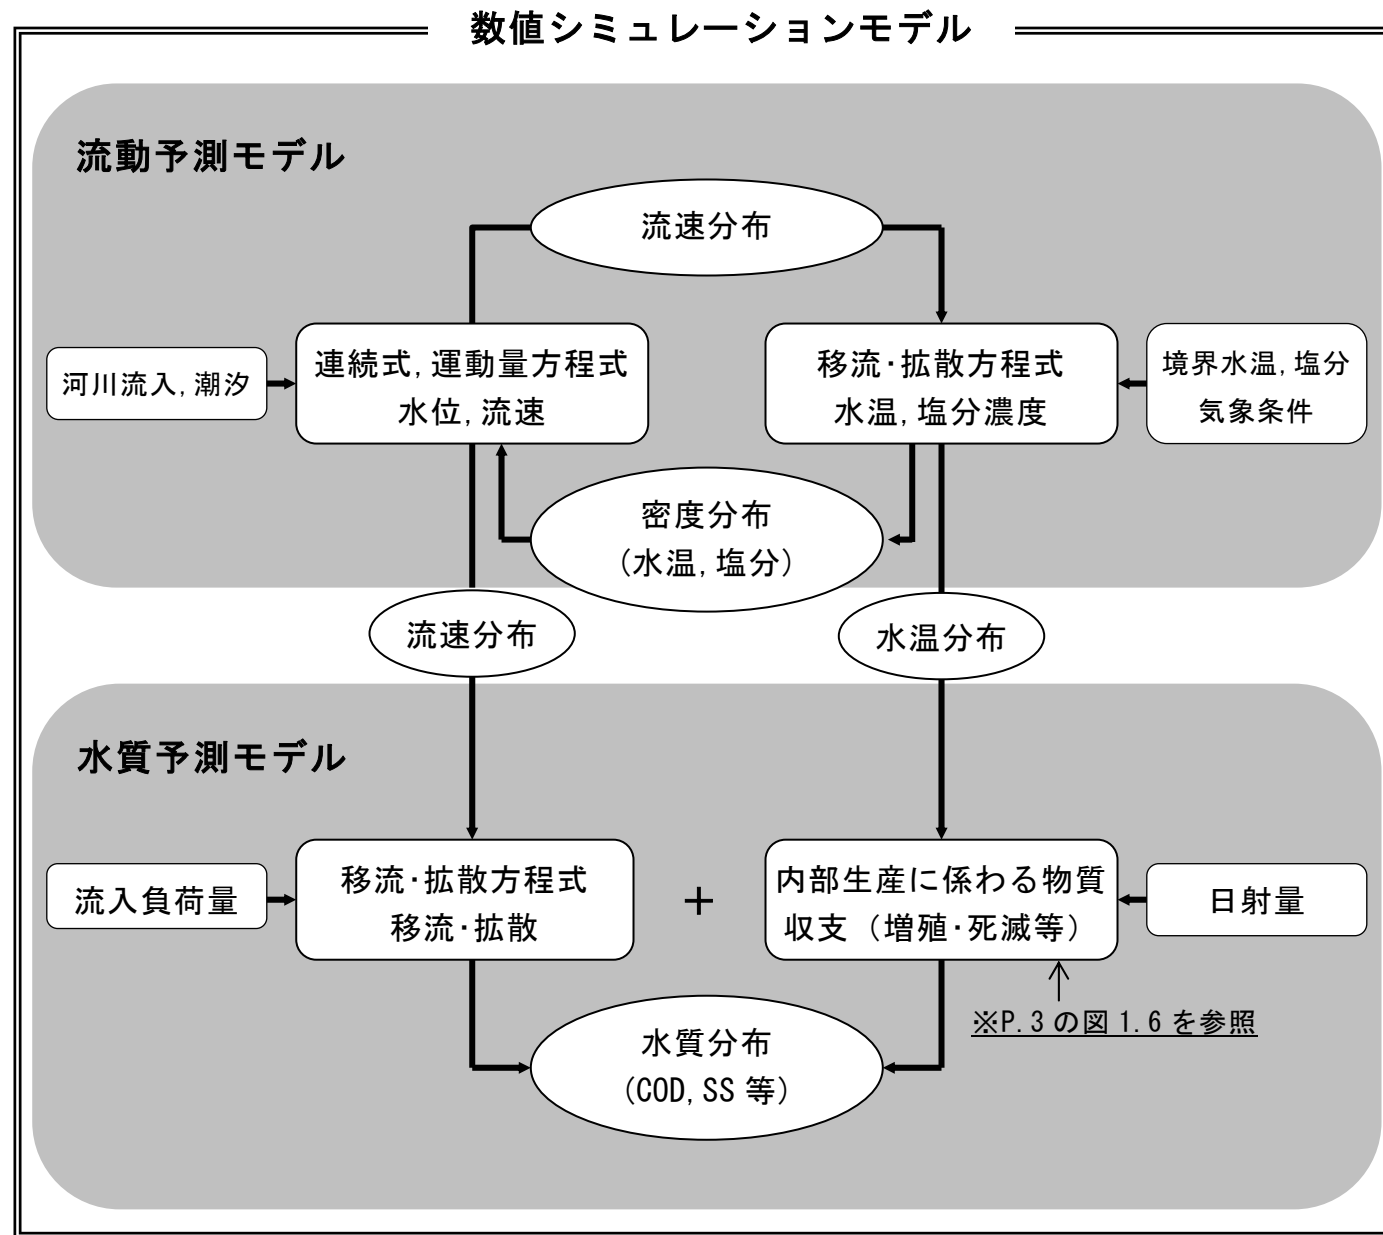 数値シミュレーションモデル
流動予測モデル
流速分布
河川流入,潮汐
連続式,運動量方程式
水位,流速
移流・拡散方程式
水温,塩分濃度
境界水温,塩分
気象条件
密度分布
(水温,塩分)
流速分布
水温分布
水質予測モデル
流入負荷量
移流・拡散方程式
移流・拡散
+
内部生産に係わる物質
収支（増殖・死滅等）
日射量
※P.3の図1.6を参照
水質分布
(COD,SS等)